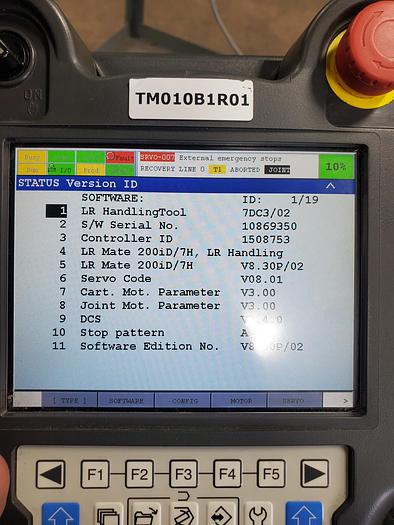 ON
TM010B1R01
Busy
Fault
SRVO-007 External emergency stops
Run I/O Prod
RECOVERY LINE 0 T1 ABORTED JOINT
10%
STATUS Version ID
SOFTWARE: ID: 1/19
1 LR HandlingTool 7DC3/02
2 S/W Serial No. 10869350
3 Controller ID 1508753
4 LR Mate 200iD/7H, LR Handling
5 LR Mate 200iD/7H V8.30P/02
6 Servo Code V08.01
7 Cart. Mot. Parameter V3.00
8 Joint Mot. Parameter V3.00
9 DCS
10 Stop pattern A
11 Software Edition No.
[ TYPE ] SOFTWARE CONFIG MOTOR SERVO >
F1 F2 F3 F4 F5